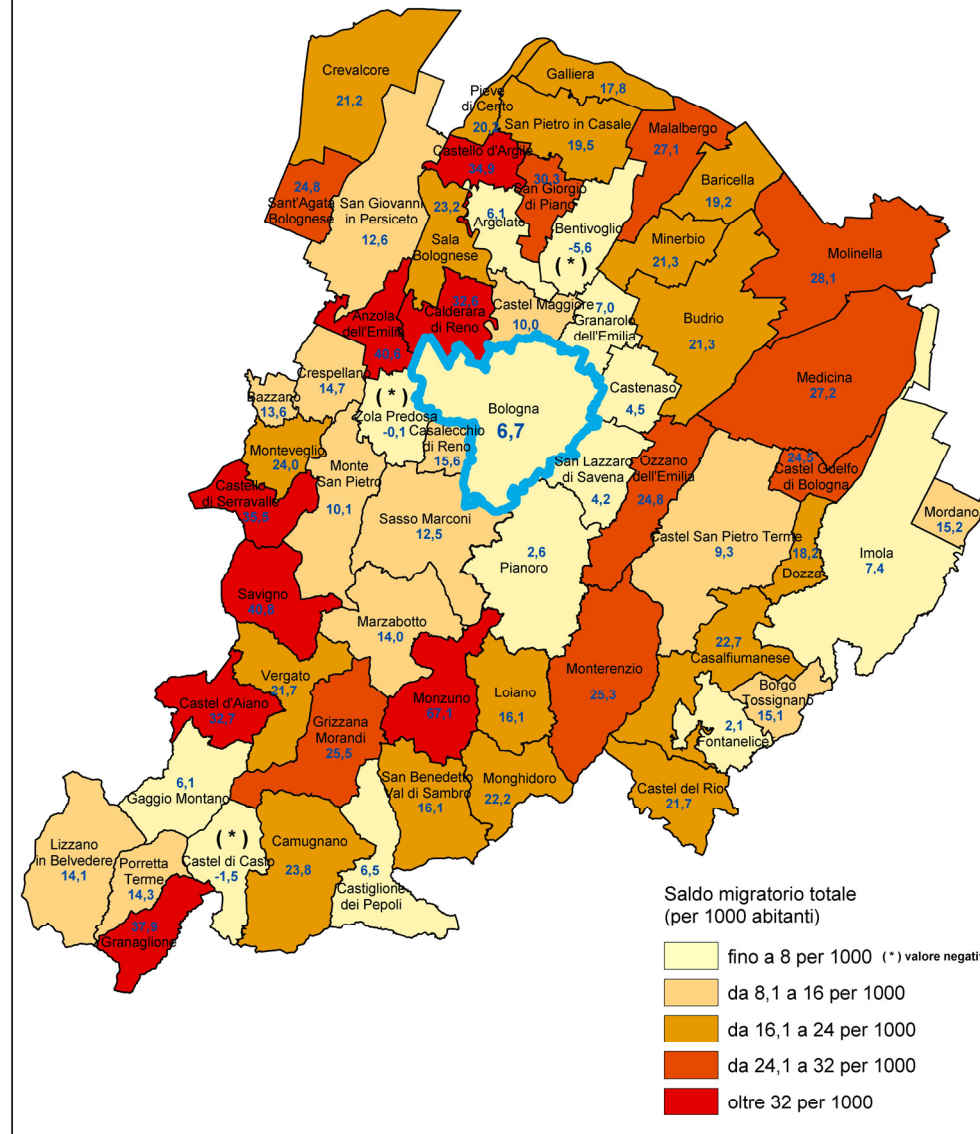 Crevalcore
21,2
Galliera
17,8
Pieve
di Cento
20,2
San Pietro in Casale
19,5
Malalbergo
27,1
Castello d'Argile
34,9
30,3
San Giorgio
di Piano
Baricella
19,2
24,8
Sant'Agata
Bolognese
San Giovanni
in Persiceto
12,6
23,2
Sala
Bolognese
6,1
Argelato
Bentivoglio
-5,6
(*)
Minerbio
21,3
Molinella
28,1
Anzola
dell'Emilia
40,6
32,6
Calderara
di Reno
Castel Maggiore
10,0
7,0
Granarolo
dell'Emilia
Budrio
21,3
Crespellano
14,7
Bazzano
13,6
(*)
Zola Predosa
-0,1
Casalecchio
di Reno
15,6
Bologna
6,7
Castenaso
4,5
Medicina
27,2
Monteveglio
24,0
Monte
San Pietro
10,1
San Lazzaro
di Savena
4,2
Ozzano
dell'Emilia
24,8
24,5
Castel Guelfo
di Bologna
Castello
di Serravalle
Sasso Marconi
12,5
Castel San Pietro Terme
9,3
18,2
Dozza
Mordano
15,2
Imola
7,4
2,6
Pianoro
Savigno
40,8
Marzabotto
14,0
22,7
Casalfiumanese
Vergato
21,7
Castel d'Aiano
32,7
Grizzana
Morandi
25,5
Monzuno
67,1
Loiano
16,1
Monterenzio
25,3
Borgo
Tossignano
15,1
2,1
Fontanelice
6,1
Gaggio Montano
San Benedetto
Val di Sambro
16,1
Monghidoro
22,2
Castel del Rio
21,7
Lizzano
in Belvedere
14,1
Porretta
Terme
14,3
(*)
Castel di Casio
-1,5
Camugnano
23,8
6,5
Castiglione
dei Pepoli
37,9
Granaglione
Saldo migratorio totale
(per 1000 abitanti)
fino a 8 per 1000 (*) valore negati
da 8,1 a 16 per 1000
da 16,1 a 24 per 1000
da 24,1 a 32 per 1000
oltre 32 per 1000